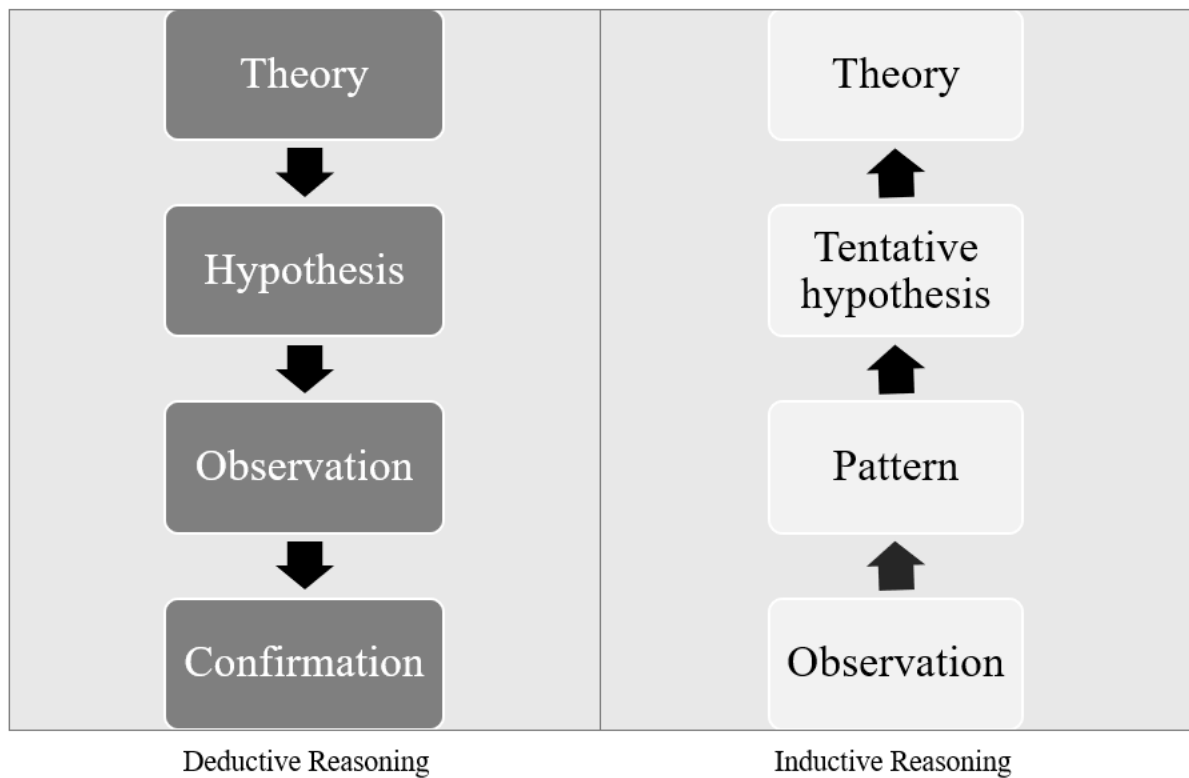 Theory
Hypothesis
Observation
Confirmation
Deductive Reasoning
Theory
Tentative
hypothesis
Pattern
Observation
Inductive Reasoning